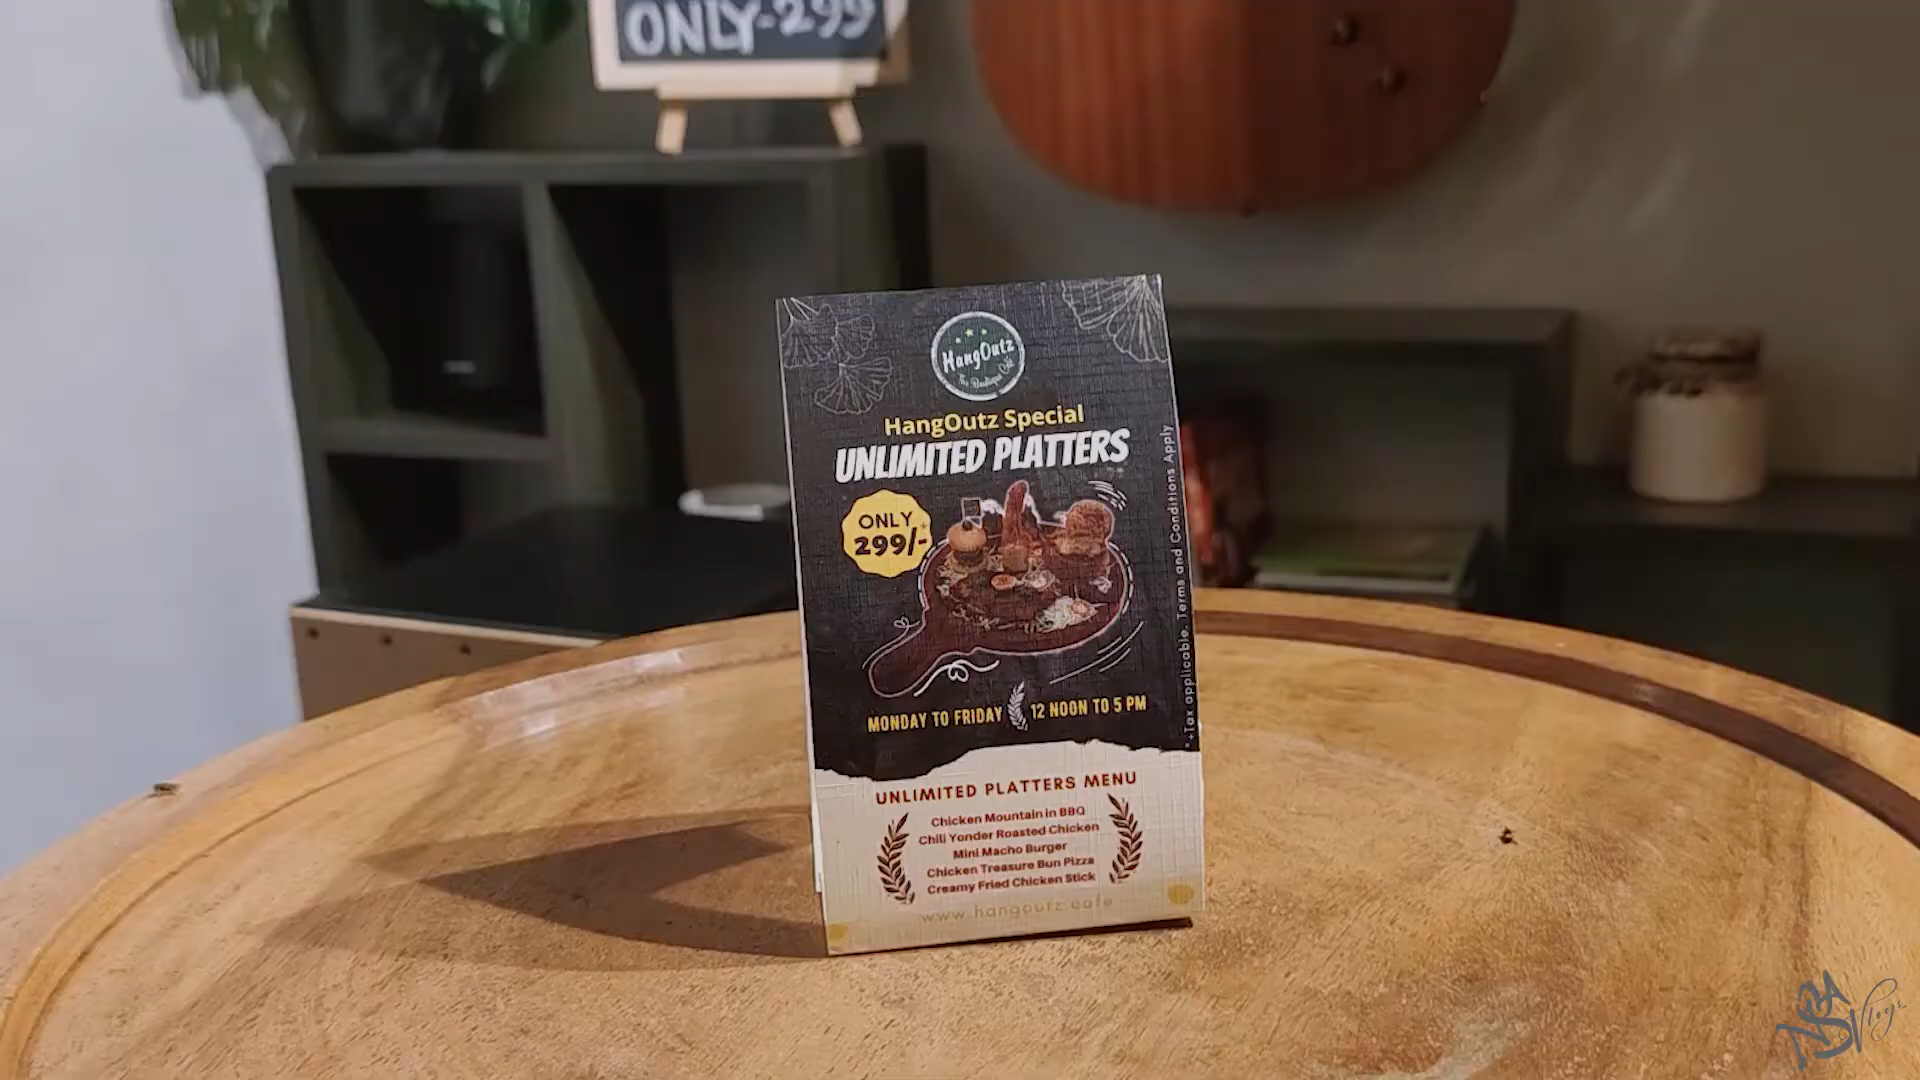 ONLY-299
HangOutz
The Boutique Café
HangOutz Special
UNLIMITED PLATTERS
ONLY
299/-*
MONDAY TO FRIDAY 12 NOON TO 5 PM
*+Tax applicable. Terms and Conditions Apply
UNLIMITED PLATTERS MENU
Chicken Mountain in BBQ
Chili Yonder Roasted Chicken
Mini Macho Burger
Chicken Treasure Bun Pizza
Creamy Fried Chicken Stick
www.hangoutz.cafe
Vlogs